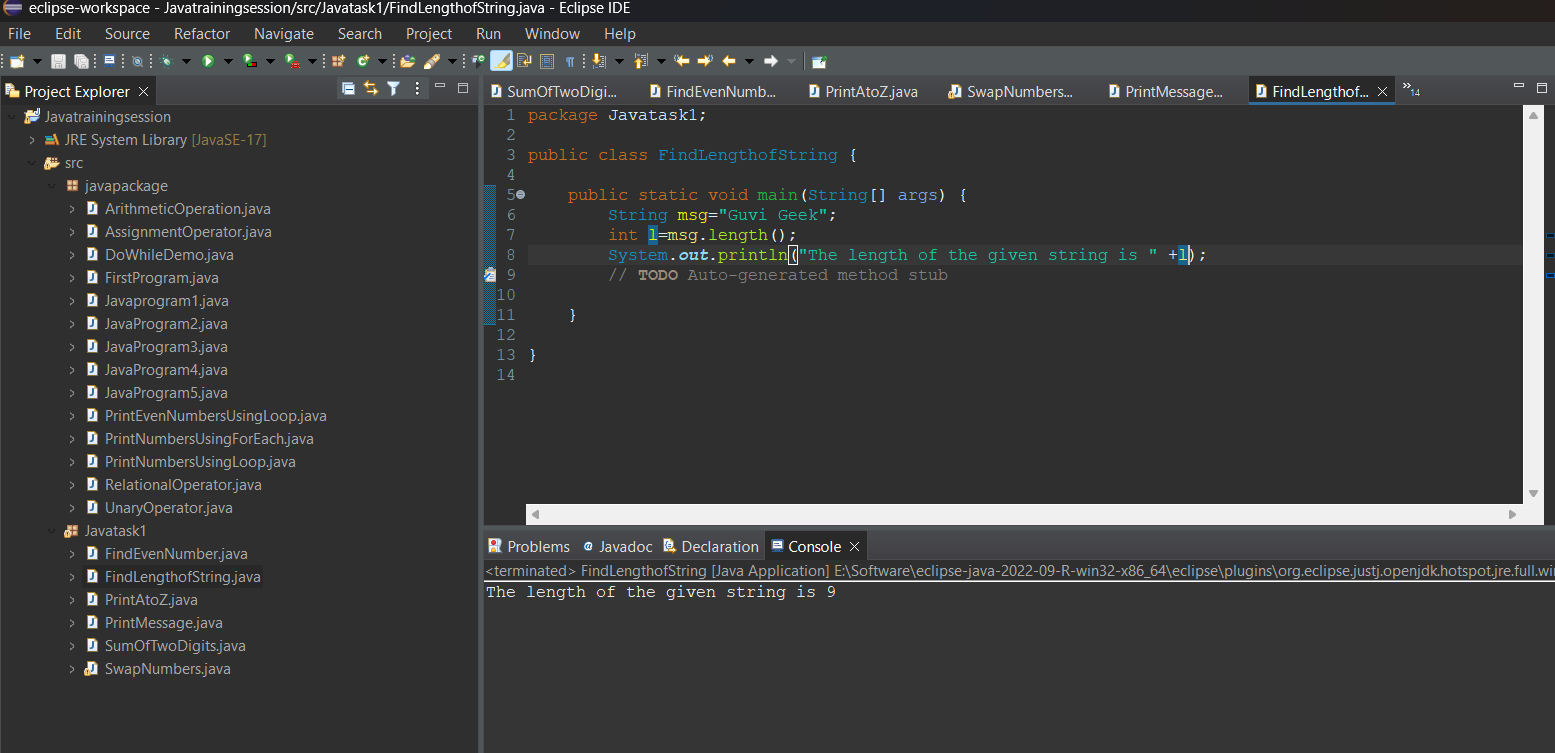 eclipse-workspace - Javatrainingsession/src/Javatask1/FindLengthofString.java - Eclipse IDE
File Edit Source Refactor Navigate Search Project Run Window Help
Project Explorer
Javatrainingsession
JRE System Library [JavaSE-17]
src
javapackage
ArithmeticOperation.java
AssignmentOperator.java
DoWhileDemo.java
FirstProgram.java
Javaprogram1.java
JavaProgram2.java
JavaProgram3.java
JavaProgram4.java
JavaProgram5.java
PrintEvenNumbersUsingLoop.java
PrintNumbersUsingForEach.java
PrintNumbersUsingLoop.java
RelationalOperator.java
UnaryOperator.java
Javatask1
FindEvenNumber.java
FindLengthofString.java
PrintAtoZ.java
PrintMessage.java
SumOfTwoDigits.java
SwapNumbers.java
SumOfTwoDigi... FindEvenNumb... PrintAtoZ.java SwapNumbers... PrintMessage... FindLengthof... »14
1 package Javatask1;
2
3 public class FindLengthofString {
4
5 public static void main(String[] args) {
6 String msg="Guvi Geek";
7 int l=msg.length();
8 System.out.println("The length of the given string is " +l);
9 // TODO Auto-generated method stub
10
11 }
12
13 }
14
Problems Javadoc Declaration Console
<terminated> FindLengthofString [Java Application] E:\Software\eclipse-java-2022-09-R-win32-x86_64\eclipse\plugins\org.eclipse.justj.openjdk.hotspot.jre.full.wi
The length of the given string is 9